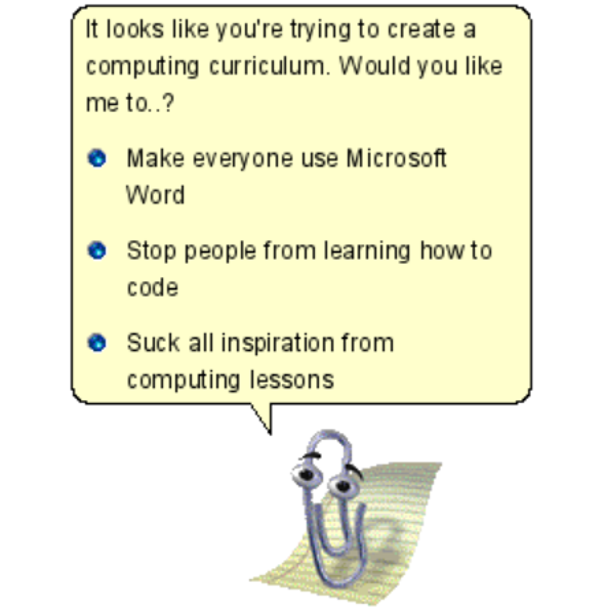 It looks like you're trying to create a
computing curriculum. Would you like
me to..?
Make everyone use Microsoft
Word
Stop people from learning how to
code
Suck all inspiration from
computing lessons